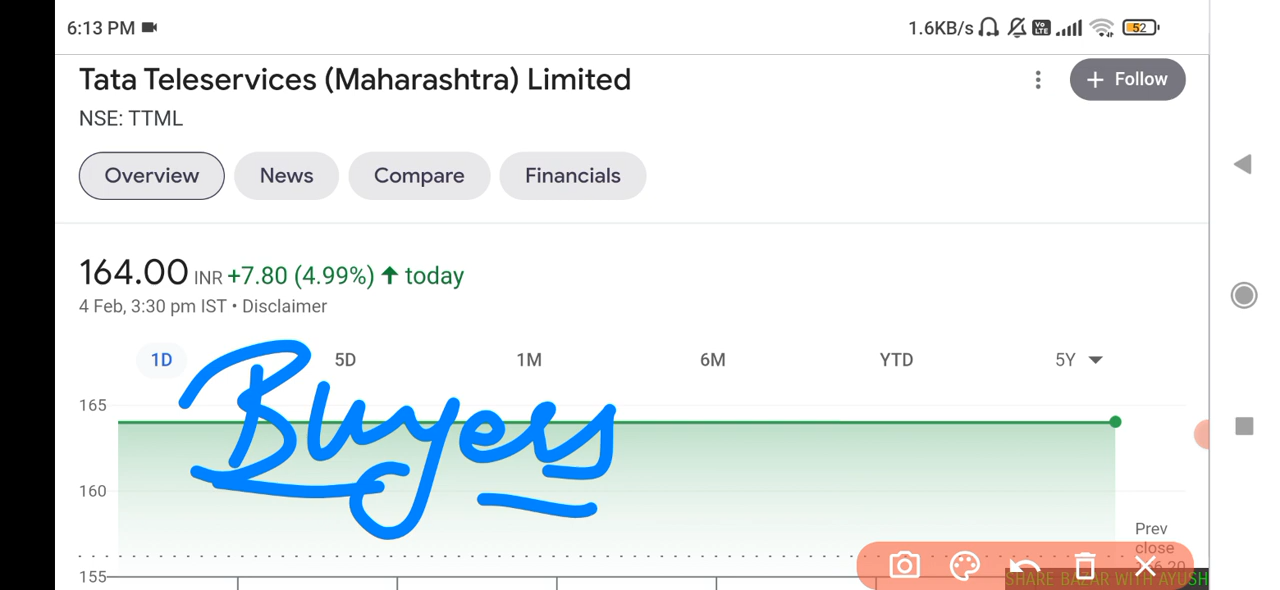 6:13 PM 1.6KB/s Vo LTE 52
Tata Teleservices (Maharashtra) Limited
+ Follow
NSE: TTML
Overview News Compare Financials
164.00 INR +7.80 (4.99%) ↑ today
4 Feb, 3:30 pm IST • Disclaimer
1D 5D 1M 6M YTD 5Y
Buyers
165
160
Prev
close
155
SHARE BAZAR WITH AYUSH